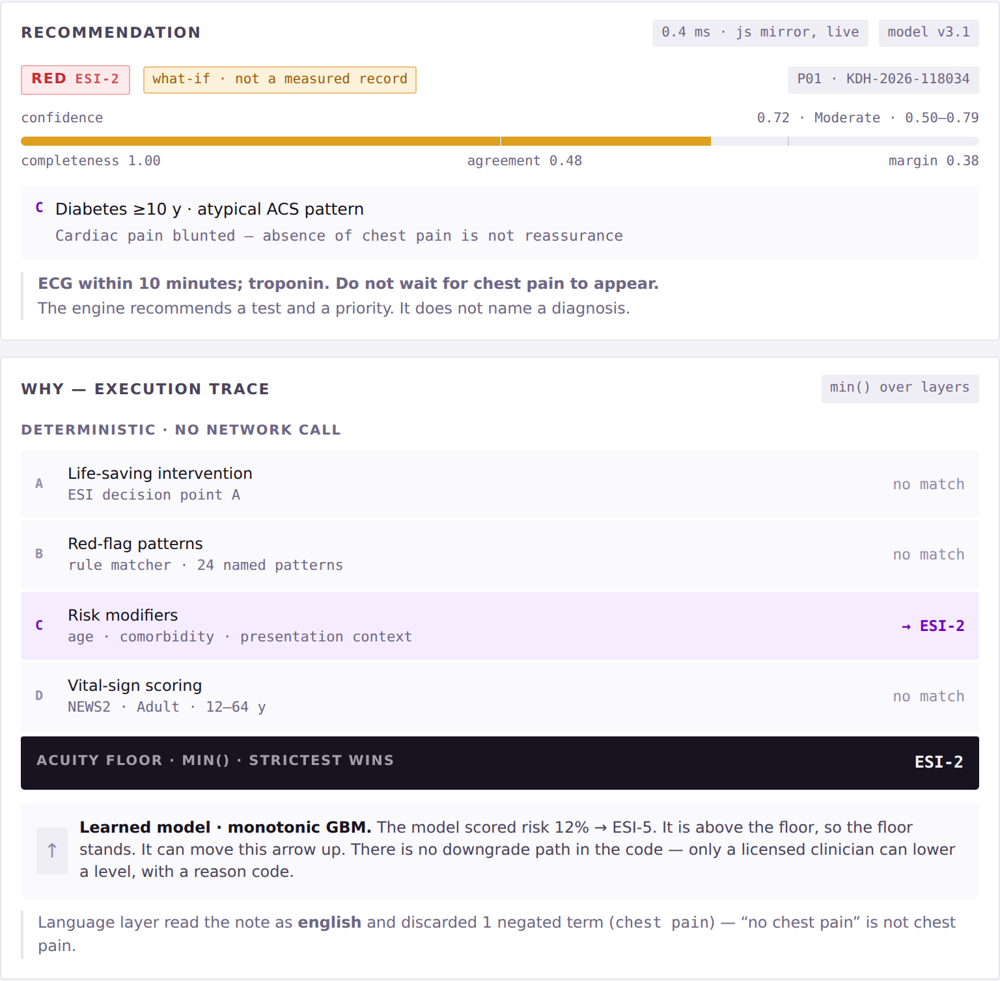 RECOMMENDATION
0.4 ms · js mirror, live
model v3.1
RED ESI-2
what-if · not a measured record
P01 · KDH-2026-118034
confidence
0.72 · Moderate · 0.50–0.79
completeness 1.00
agreement 0.48
margin 0.38
C Diabetes ≥10 y · atypical ACS pattern
Cardiac pain blunted — absence of chest pain is not reassurance
ECG within 10 minutes; troponin. Do not wait for chest pain to appear.
The engine recommends a test and a priority. It does not name a diagnosis.
WHY — EXECUTION TRACE
min() over layers
DETERMINISTIC · NO NETWORK CALL
A Life-saving intervention
ESI decision point A
no match
B Red-flag patterns
rule matcher · 24 named patterns
no match
C Risk modifiers
age · comorbidity · presentation context
→ ESI-2
D Vital-sign scoring
NEWS2 · Adult · 12–64 y
no match
ACUITY FLOOR · MIN() · STRICTEST WINS
ESI-2
↑
Learned model · monotonic GBM. The model scored risk 12% → ESI-5. It is above the floor, so the floor
stands. It can move this arrow up. There is no downgrade path in the code — only a licensed clinician can lower
a level, with a reason code.
Language layer read the note as english and discarded 1 negated term (chest pain) — “no chest pain” is not chest
pain.